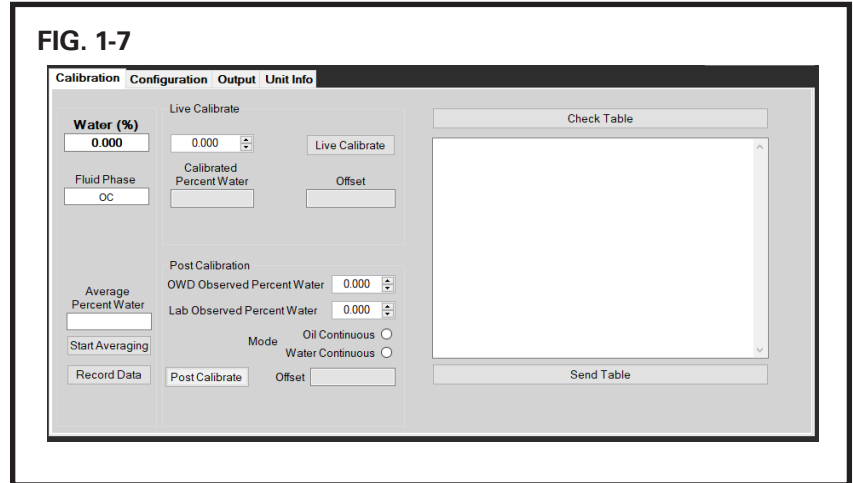 FIG. 1-7
Calibration Configuration Output Unit Info
Water (%)
0.000
Fluid Phase
OC
Average
Percent Water
Start Averaging
Record Data
Live Calibrate
0.000
Live Calibrate
Calibrated
Percent Water
Offset
Post Calibration
OWD Observed Percent Water 0.000
Lab Observed Percent Water 0.000
Mode
Oil Continuous
Water Continuous
Post Calibrate Offset
Check Table
Send Table